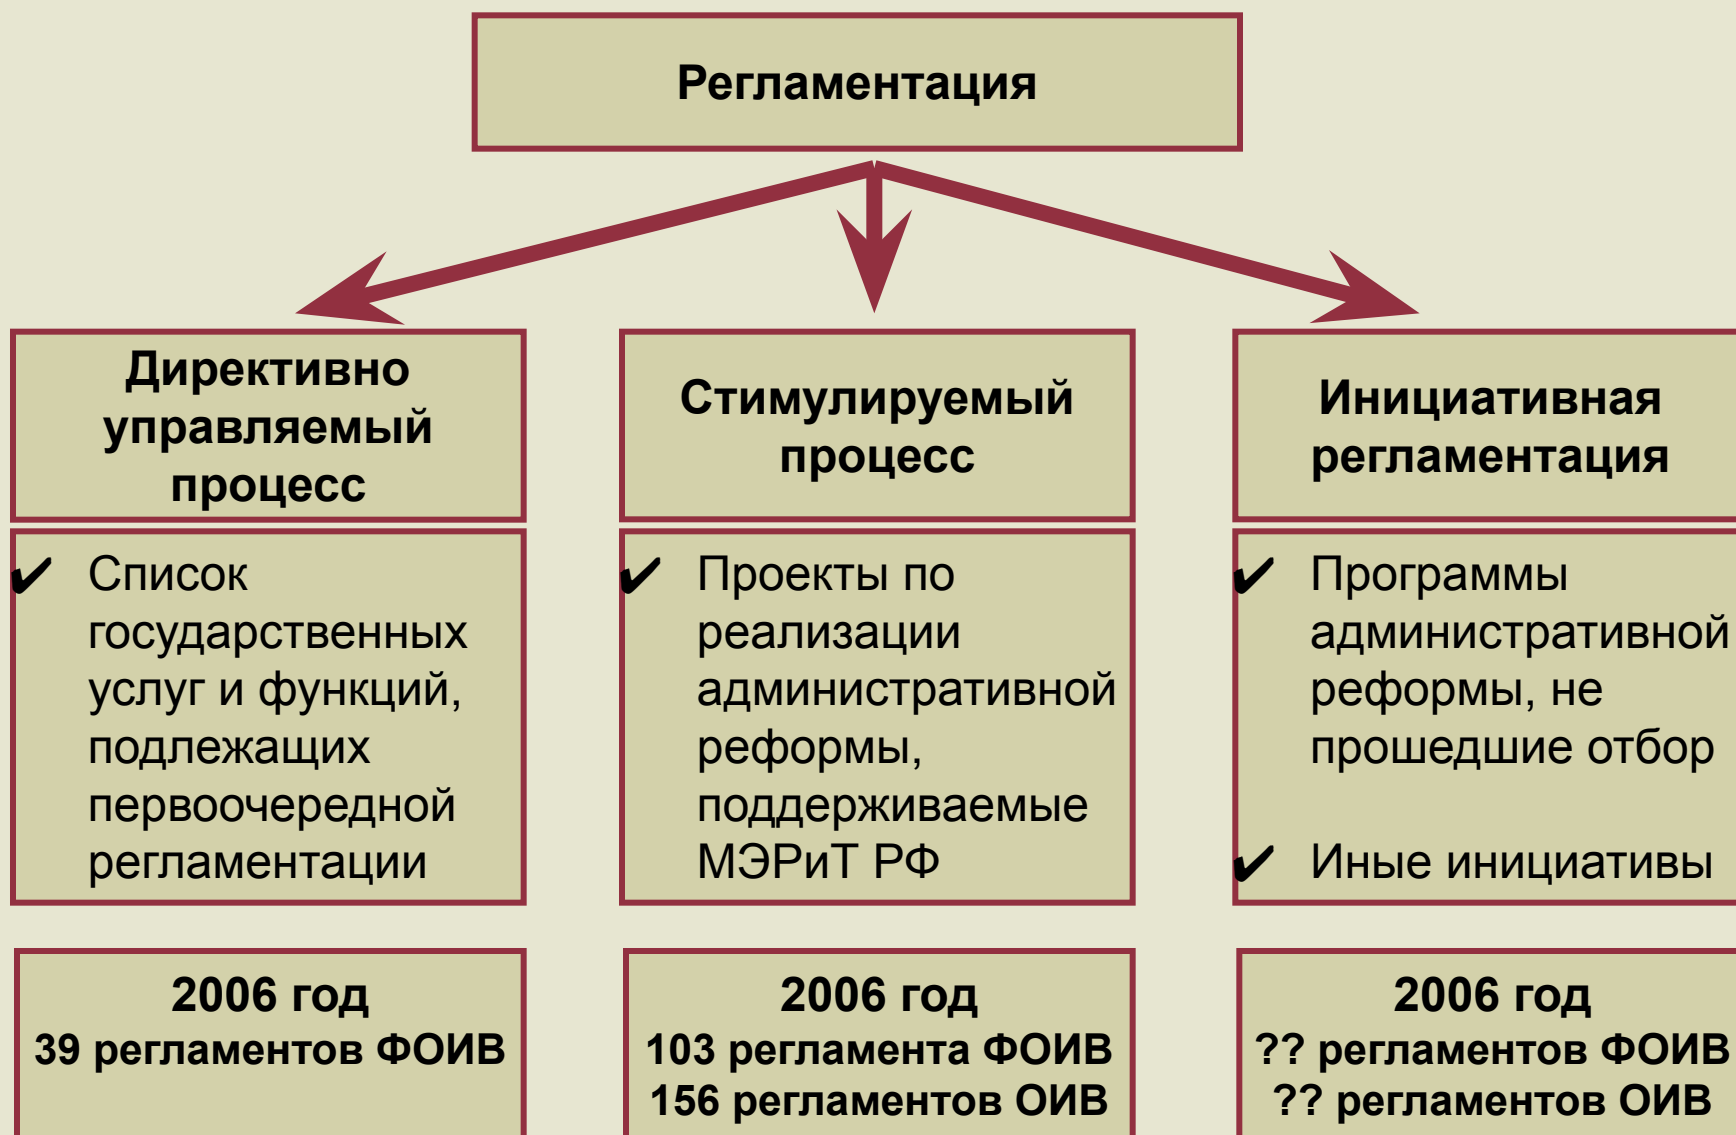 Регламентация
Директивно
управляемый
процесс
✔ Список
государственных
услуг и функций,
подлежащих
первоочередной
регламентации
2006 год
39 регламентов ФОИВ
Стимулируемый
процесс
✔ Проекты по
реализации
административной
реформы,
поддерживаемые
МЭРиТ РФ
2006 год
103 регламента ФОИВ
156 регламентов ОИВ
Инициативная
регламентация
✔ Программы
административной
реформы, не
прошедшие отбор
✔ Иные инициативы
2006 год
?? регламентов ФОИВ
?? регламентов ОИВ